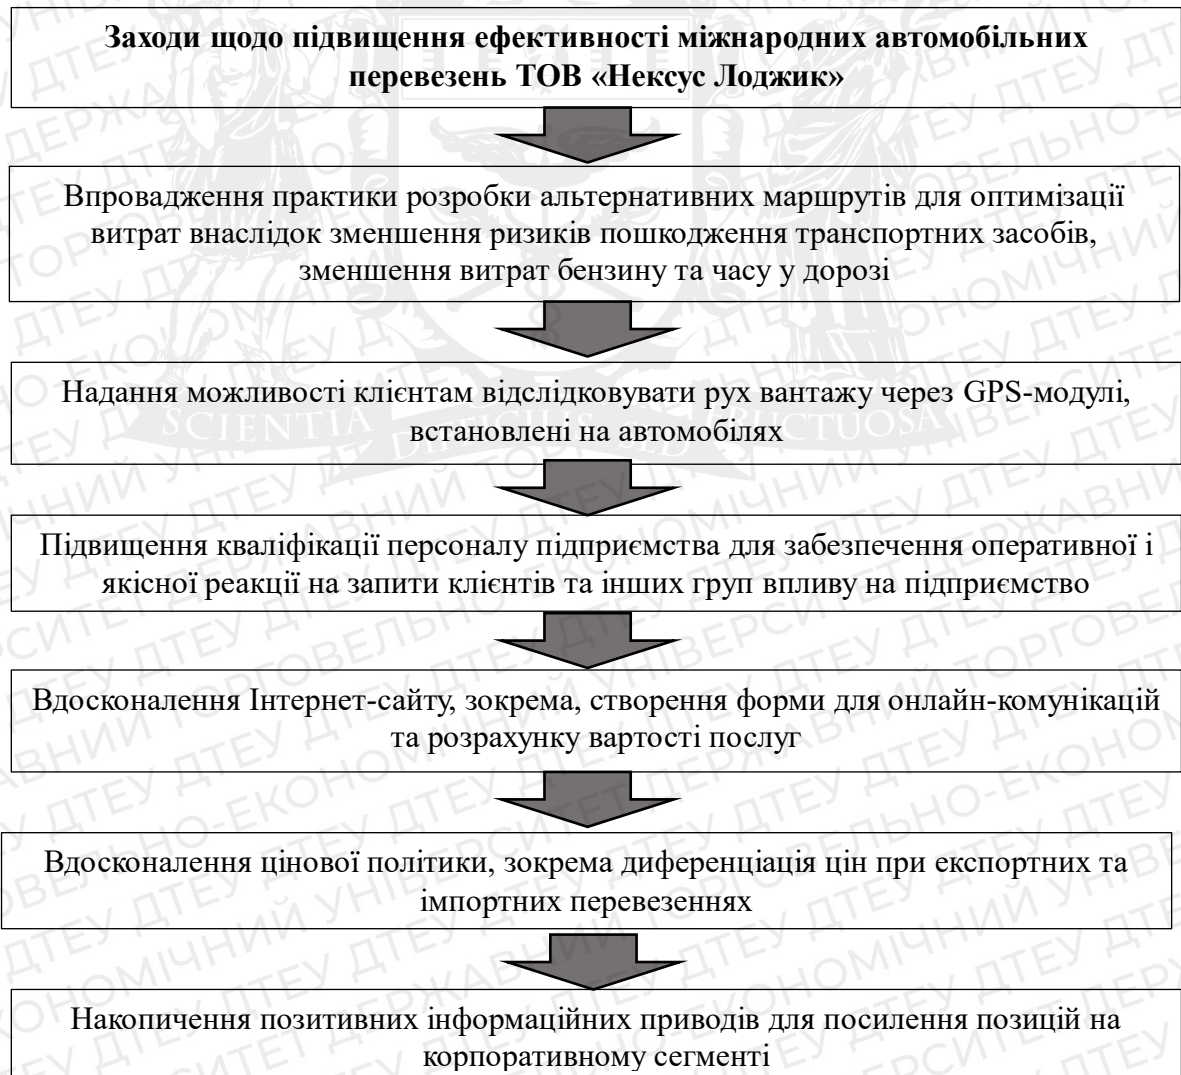 Заходи щодо підвищення ефективності міжнародних автомобільних
перевезень ТОВ «Нексус Лоджик»
Впровадження практики розробки альтернативних маршрутів для оптимізації
витрат внаслідок зменшення ризиків пошкодження транспортних засобів,
зменшення витрат бензину та часу у дорозі
Надання можливості клієнтам відслідковувати рух вантажу через GPS-модулі,
встановлені на автомобілях
Підвищення кваліфікації персоналу підприємства для забезпечення оперативної і
якісної реакції на запити клієнтів та інших груп впливу на підприємство
Вдосконалення Інтернет-сайту, зокрема, створення форми для онлайн-комунікацій
та розрахунку вартості послуг
Вдосконалення цінової політики, зокрема диференціація цін при експортних та
імпортних перевезеннях
Накопичення позитивних інформаційних приводів для посилення позицій на
корпоративному сегменті